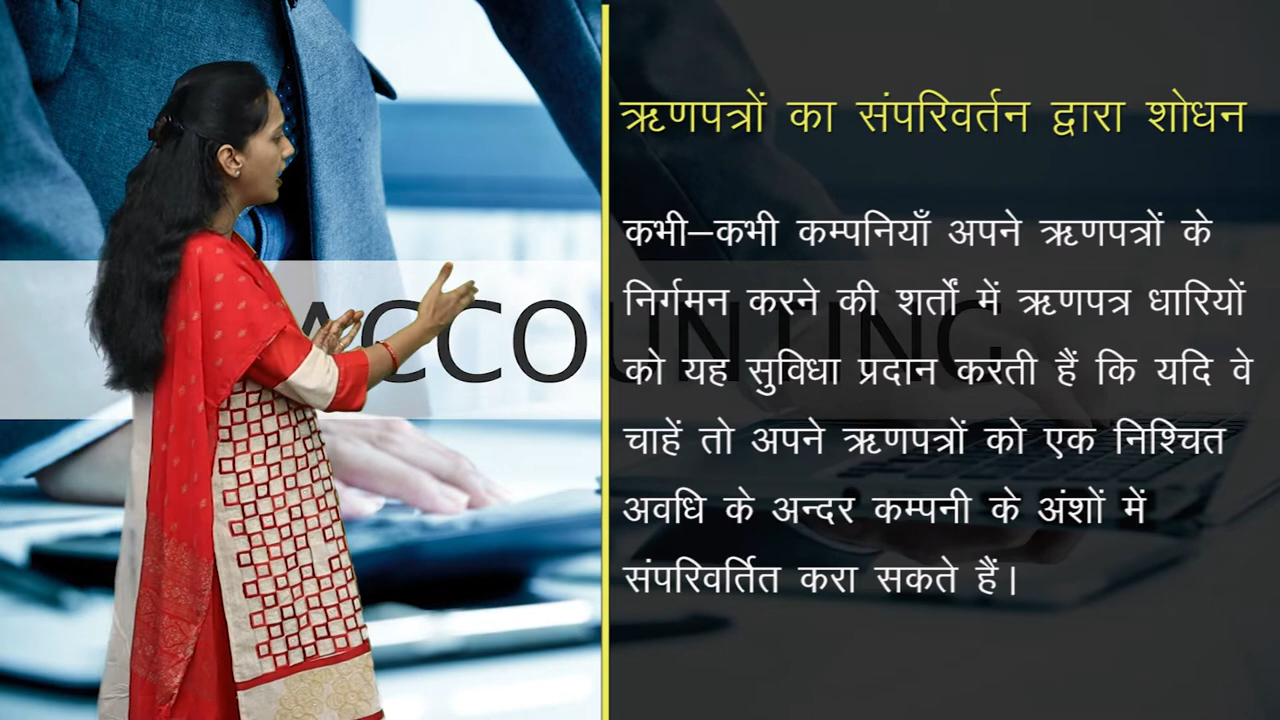 ऋणपत्रों का संपरिवर्तन द्वारा शोधन
कभी–कभी कम्पनियाँ अपने ऋणपत्रों के
निर्गमन करने की शर्तों में ऋणपत्र धारियों
को यह सुविधा प्रदान करती हैं कि यदि वे
चाहें तो अपने ऋणपत्रों को एक निश्चित
अवधि के अन्दर कम्पनी के अंशों में
संपरिवर्तित करा सकते हैं।
ACCOUNTING